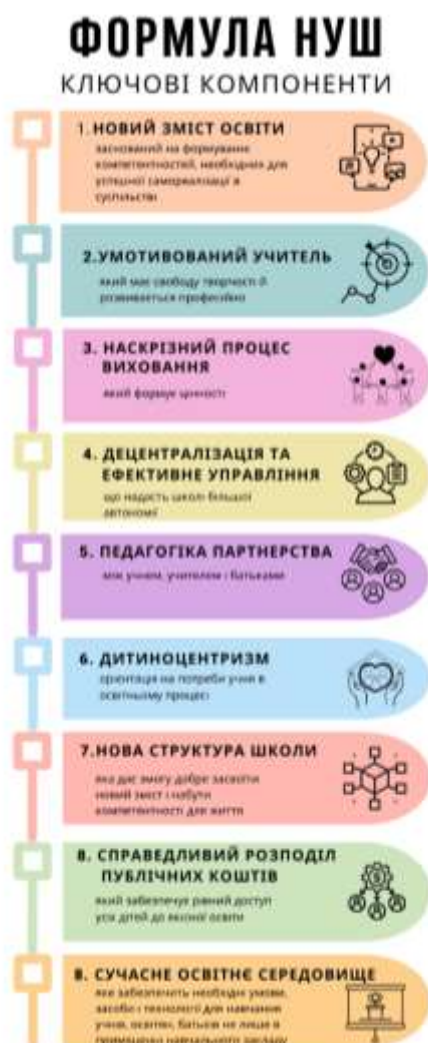 ФОРМУЛА НУШ
КЛЮЧОВІ КОМПОНЕНТИ
1.НОВИЙ ЗМІСТ ОСВІТИ
заснований на формуванні
компетентностей, необхідних для
успішної самореалізації в
суспільстві
2.УМОТИВОВАНИЙ УЧИТЕЛЬ
який має свободу творчості й
розвивається професійно
3. НАСКРІЗНИЙ ПРОЦЕС
ВИХОВАННЯ
який формує цінності
4. ДЕЦЕНТРАЛІЗАЦІЯ ТА
ЕФЕКТИВНЕ УПРАВЛІННЯ
що надасть школі більшої
автономії
5. ПЕДАГОГІКА ПАРТНЕРСТВА
між учнем, учителем і батьками
6. ДИТИНОЦЕНТРИЗМ
орієнтація на потреби учня в
освітньому процесі
7.НОВА СТРУКТУРА ШКОЛИ
яка дає змогу добре засвоїти
новий зміст і набути
компетентності для життя
8. СПРАВЕДЛИВИЙ РОЗПОДІЛ
ПУБЛІЧНИХ КОШТІВ
який забезпечує рівний доступ
усіх дітей до якісної освіти
8. СУЧАСНЕ ОСВІТНЄ СЕРЕДОВИЩЕ
яке забезпечить необхідні умови,
засоби і технології для навчання
учнів, освітян, батьків не лише в
приміщенні навчального закладу